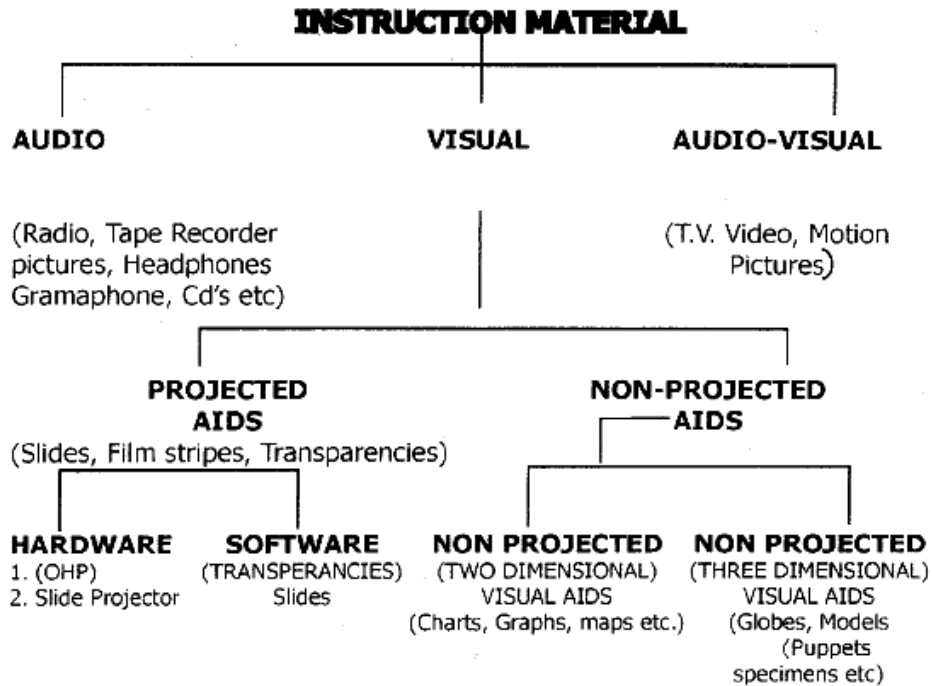 INSTRUCTION MATERIAL
AUDIO
VISUAL
AUDIO-VISUAL
(Radio, Tape Recorder
pictures, Headphones
Gramaphone, Cd's etc)
(T.V. Video, Motion
Pictures)
PROJECTED
AIDS
(Slides, Film stripes, Transparencies)
NON-PROJECTED
AIDS
HARDWARE
1. (OHP)
2. Slide Projector
SOFTWARE
(TRANSPERANCIES)
Slides
NON PROJECTED
(TWO DIMENSIONAL)
VISUAL AIDS
(Charts, Graphs, maps etc.)
NON PROJECTED
(THREE DIMENSIONAL)
VISUAL AIDS
(Globes, Models
(Puppets
specimens etc)